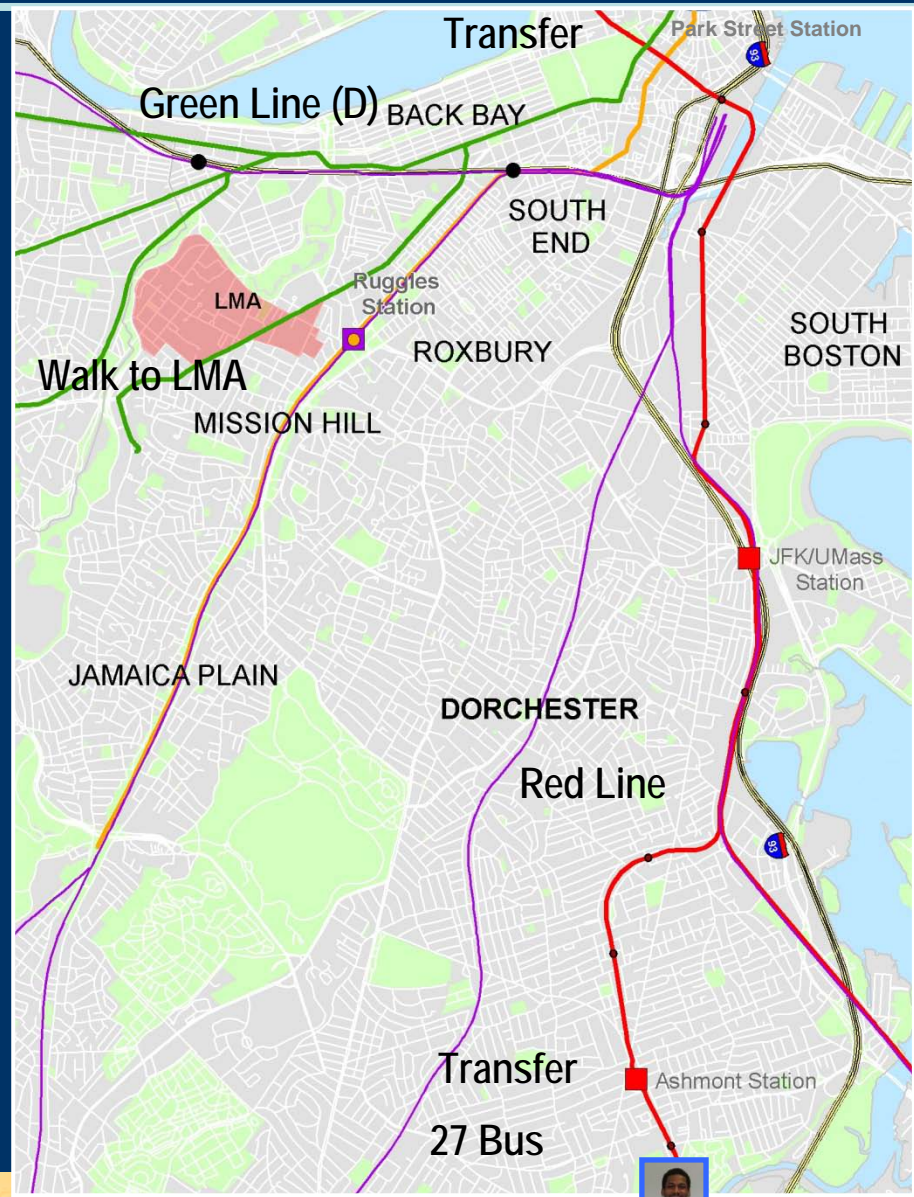 Transfer
Park Street Station
93
Green Line (D)
BACK BAY
SOUTH
END
LMA
Ruggles
Station
SOUTH
BOSTON
ROXBURY
Walk to LMA
MISSION HILL
JFK/UMass
Station
JAMAICA PLAIN
DORCHESTER
Red Line
93
Transfer
Ashmont Station
27 Bus